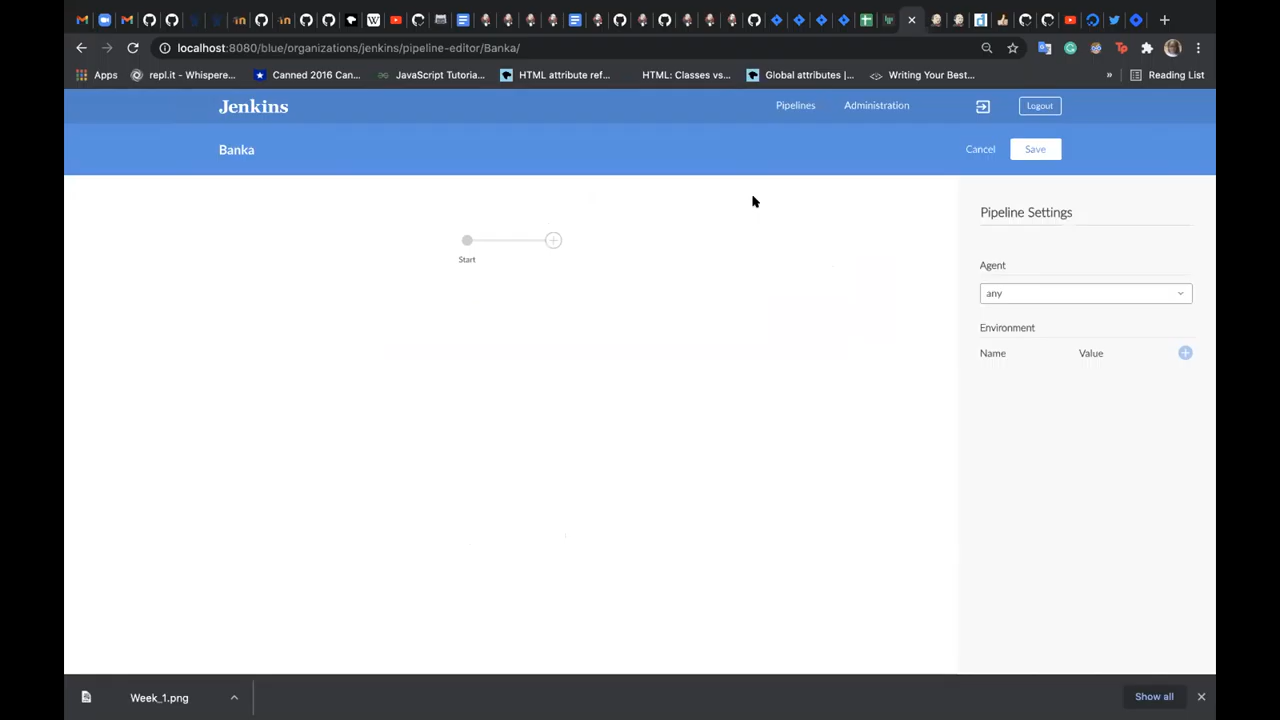 localhost:8080/blue/organizations/jenkins/pipeline-editor/Banka/
Apps
repl.it - Whispere...
Canned 2016 Can...
JavaScript Tutoria...
HTML attribute ref...
HTML: Classes vs...
Global attributes |...
Writing Your Best...
»
Reading List
Jenkins
Pipelines
Administration
Logout
Banka
Cancel
Save
Start
Pipeline Settings
Agent
any
Environment
Name
Value
Week_1.png
Show all